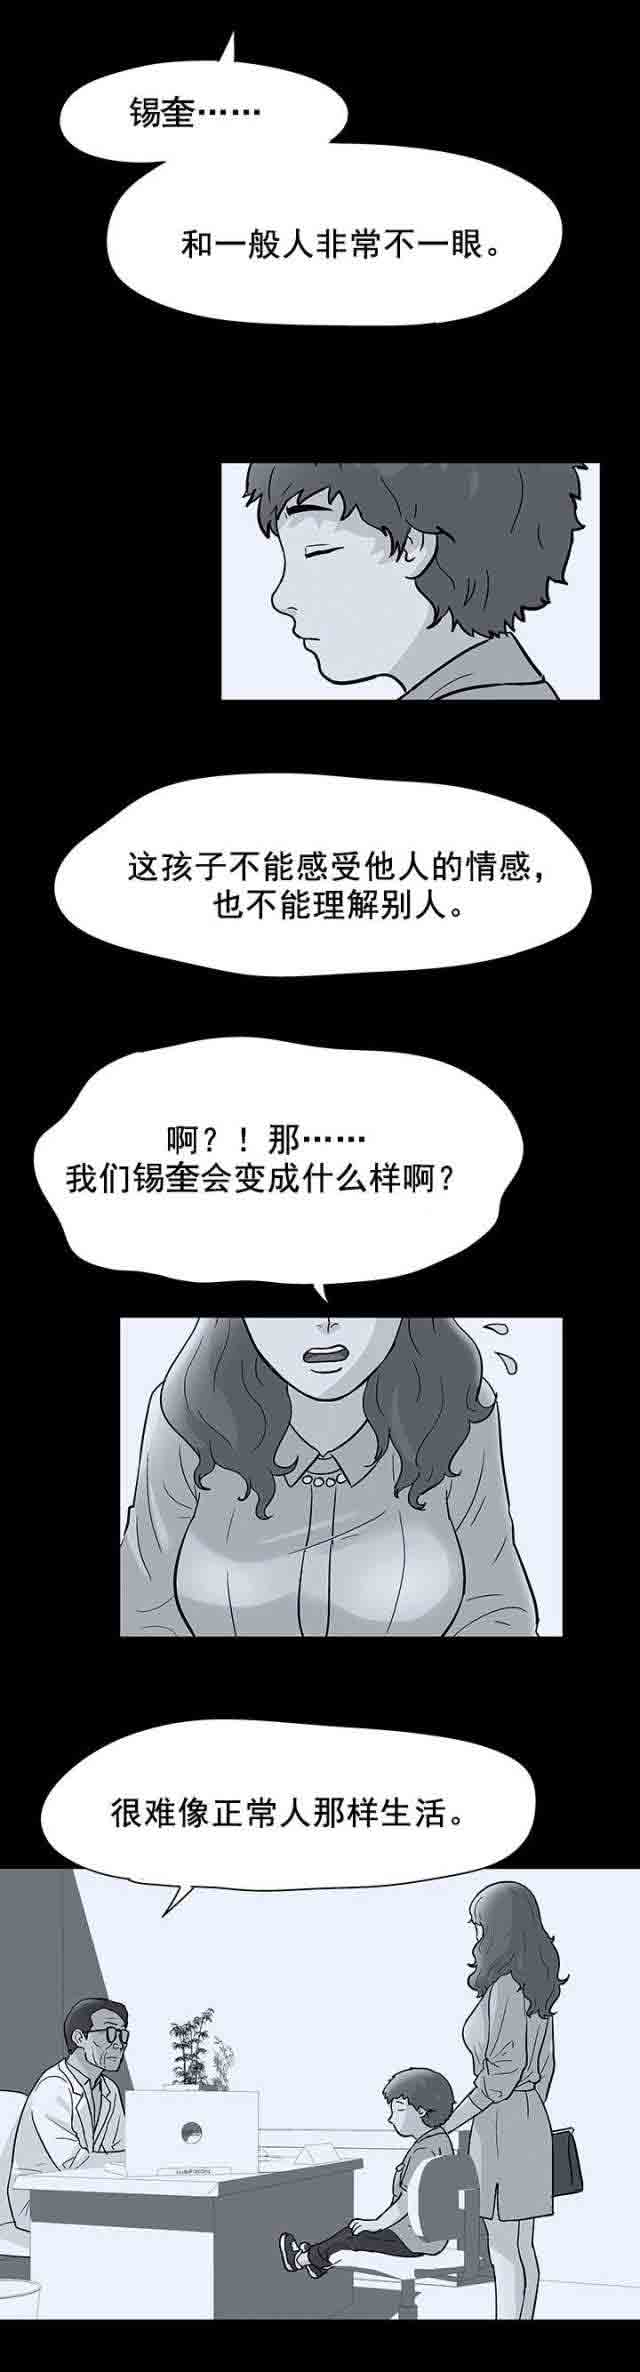 锡奎……
和一般人非常不一眼。
这孩子不能感受他人的情感，
也不能理解别人。
啊？！那……
我们锡奎会变成什么样啊？
很难像正常人那样生活。